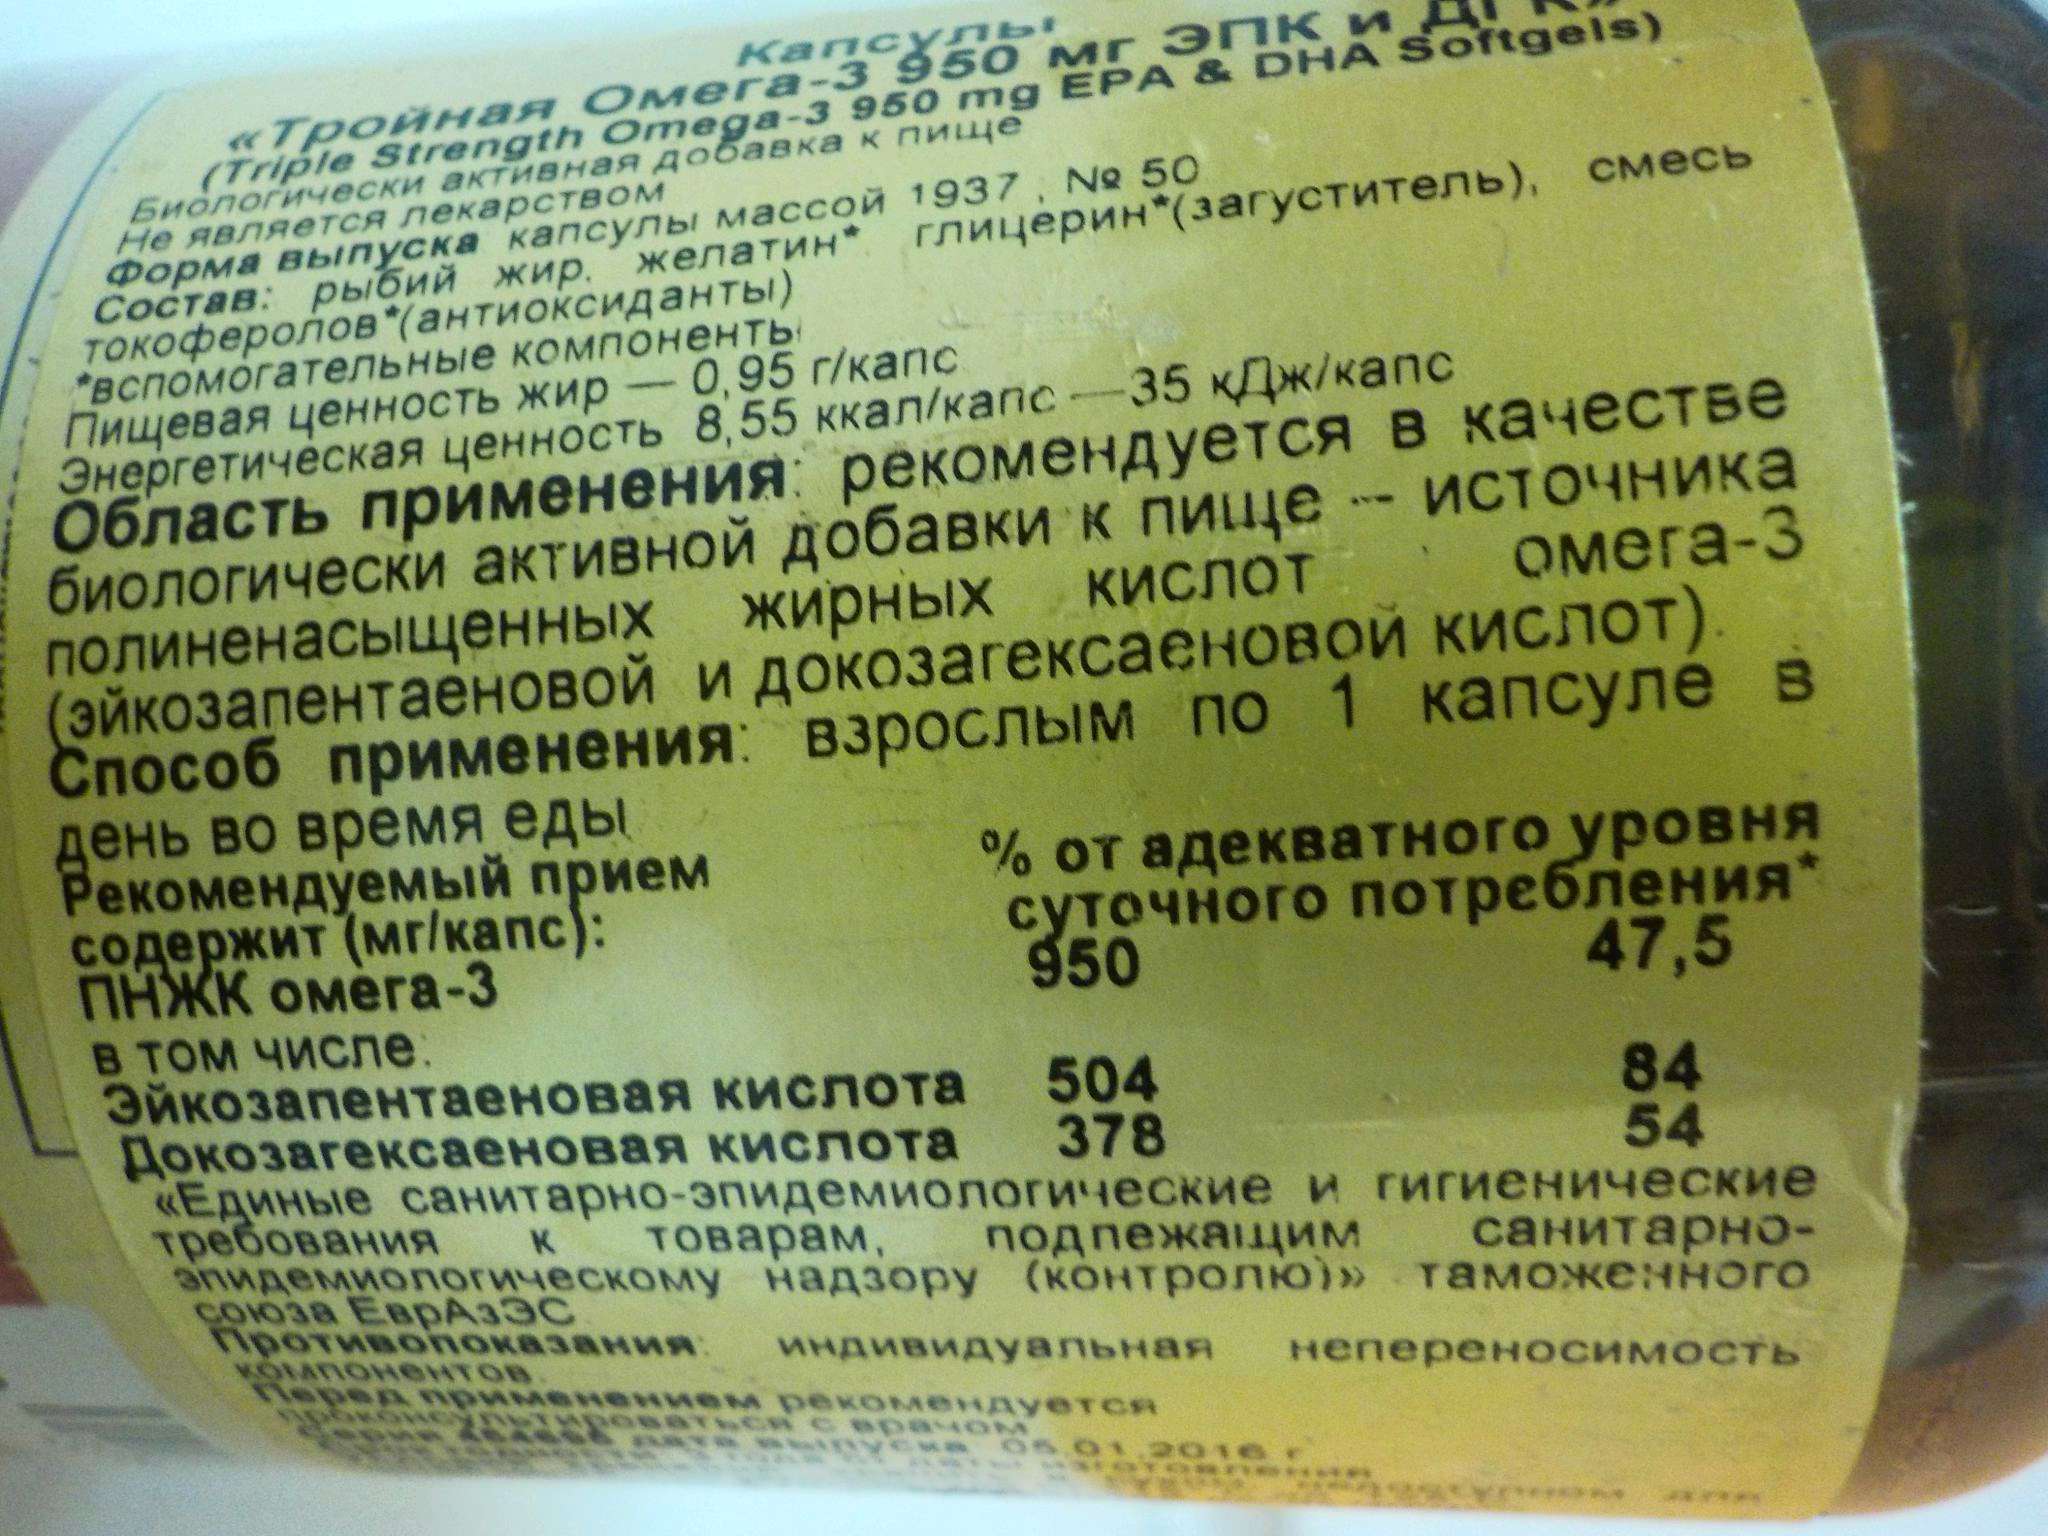 Капсулы
«Тройная Омега-3 950 мг ЭПК и ДГК»
(Triple Strength Omega-3 950 mg EPA & DHA Softgels)
Биологически активная добавка к пище
Не является лекарством
Форма выпуска капсулы массой 1937, № 50
Состав: рыбий жир, желатин* глицерин*(загуститель), смесь
токоферолов*(антиоксиданты)
*вспомогательные компоненты
Пищевая ценность жир — 0,95 г/капс
Энергетическая ценность 8,55 ккал/капс — 35 кДж/капс
Область применения: рекомендуется в качестве
биологически активной добавки к пище -- источника
полиненасыщенных жирных кислот омега-3
(эйкозапентаеновой и докозагексаеновой кислот).
Способ применения: взрослым по 1 капсуле в
день во время еды
Рекомендуемый прием % от адекватного уровня
содержит (мг/капс): суточного потребления*
ПНЖК омега-3 950 47,5
в том числе:
Эйкозапентаеновая кислота 504 84
Докозагексаеновая кислота 378 54
«Единые санитарно-эпидемиологические и гигиенические
требования к товарам, подлежащим санитарно-
эпидемиологическому надзору (контролю)» таможенного
союза ЕврАзЭС
Противопоказания: индивидуальная непереносимость
компонентов.
Перед применением рекомендуется
проконсультироваться с врачом
Серия дата выпуска 05.01.2016 г
изготовления